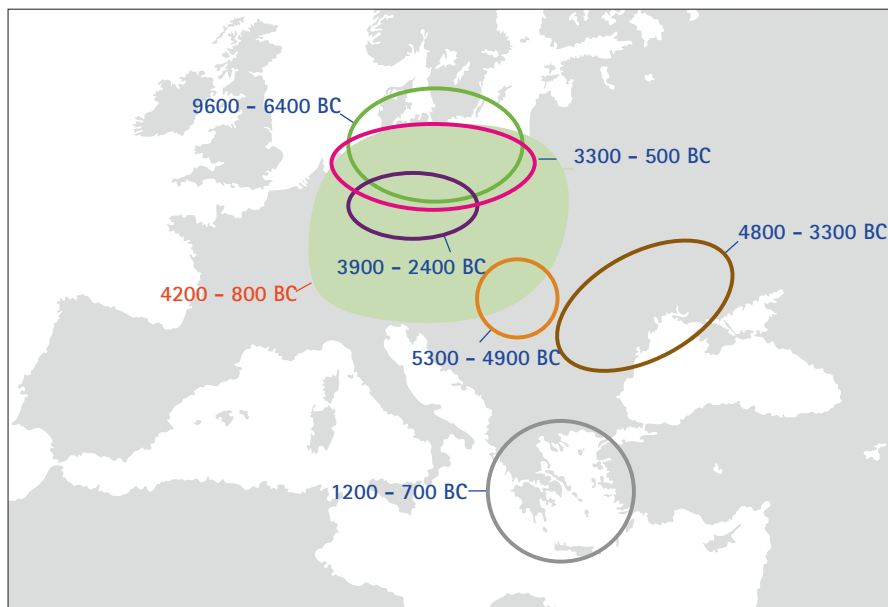 9600 – 6400 BC
3300 – 500 BC
4800 – 3300 BC
3900 – 2400 BC
4200 – 800 BC
5300 – 4900 BC
1200 – 700 BC